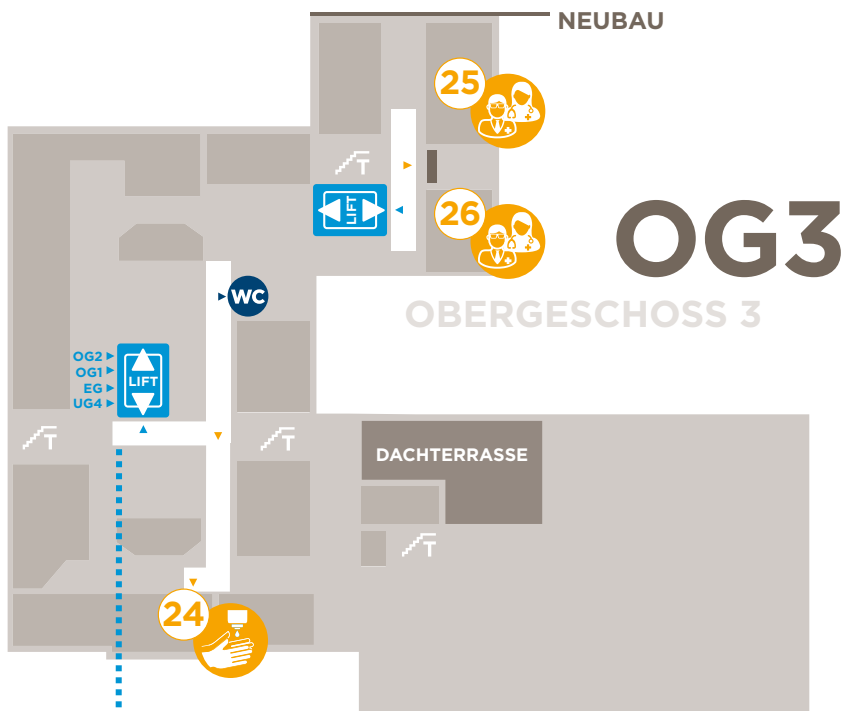 NEUBAU
25
T
LIFT
26
OG3
WC
OBERGESCHOSS 3
OG2
OG1
LIFT
EG
UG4
T
T
DACHTERRASSE
T
24